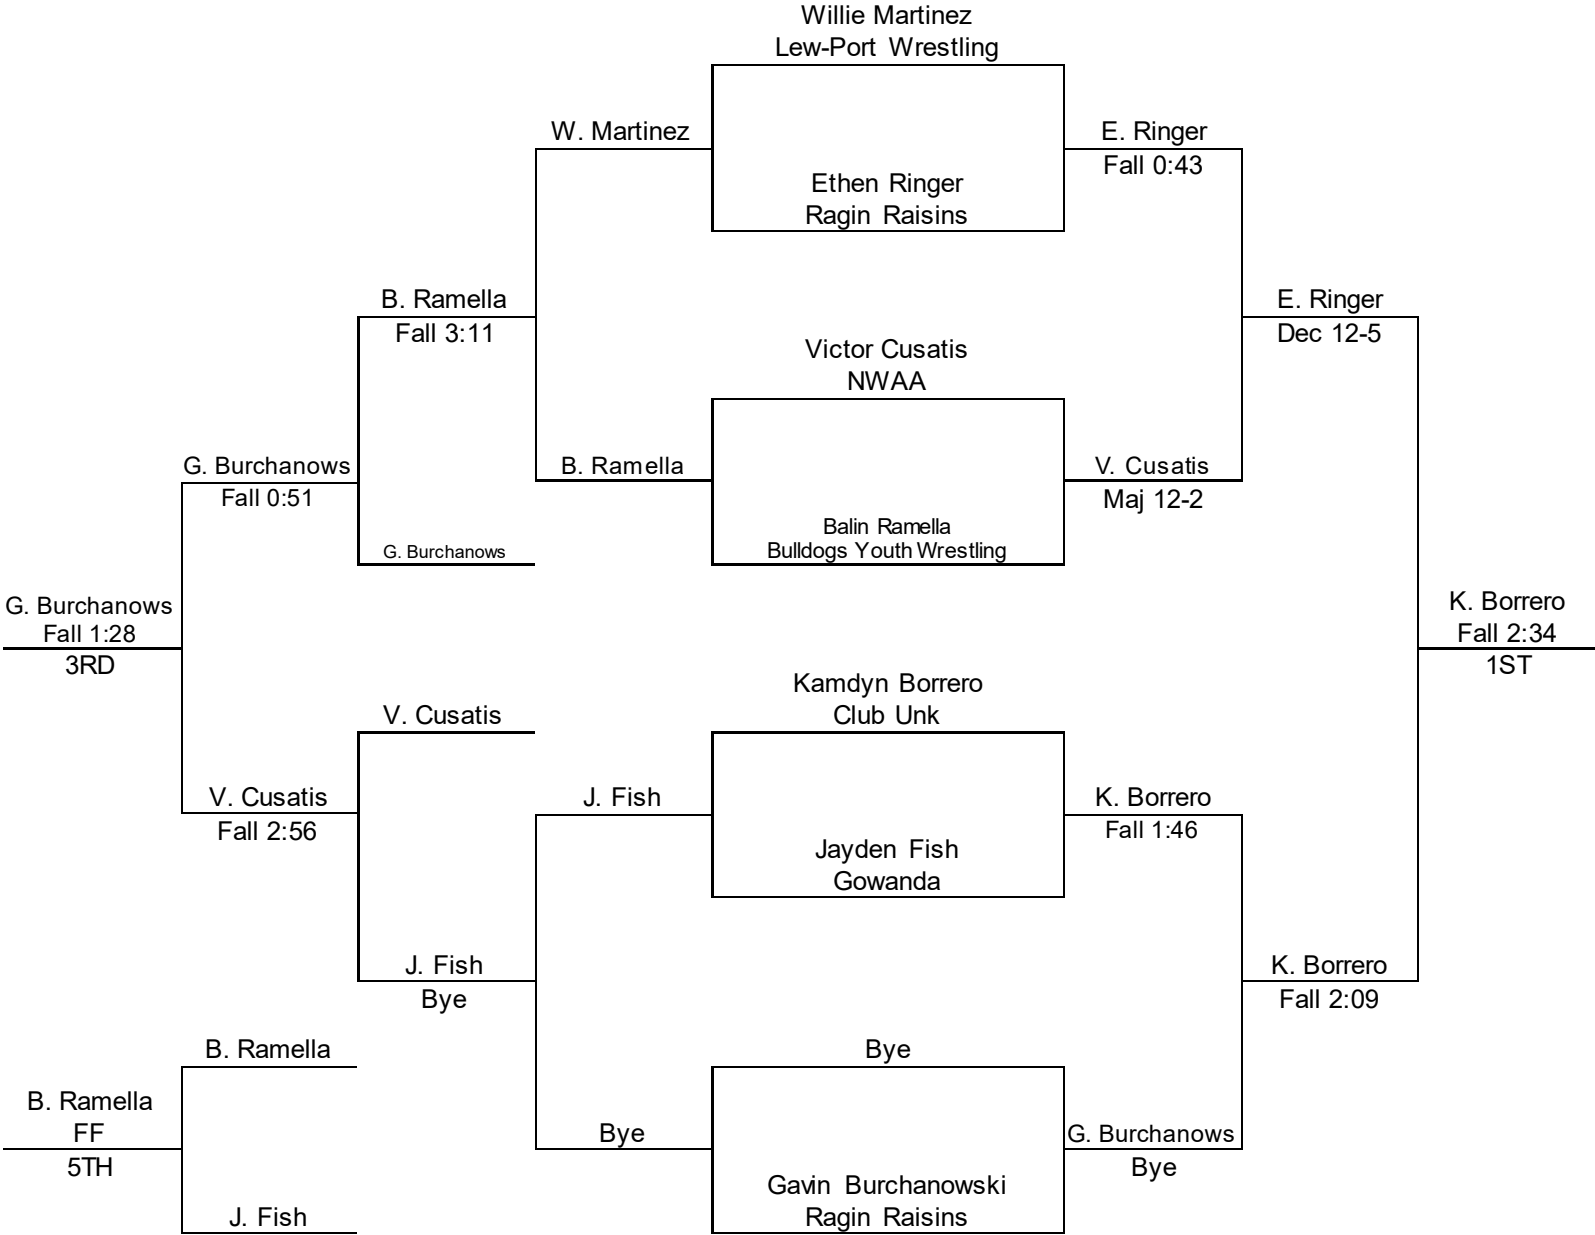 Willie Martinez
Lew-Port Wrestling
W. Martinez
E. Ringer
Fall 0:43
Ethen Ringer
Ragin Raisins
B. Ramella
Fall 3:11
E. Ringer
Dec 12-5
Victor Cusatis
NWAA
G. Burchanows
Fall 0:51
B. Ramella
V. Cusatis
Maj 12-2
Balin Ramella
Bulldogs Youth Wrestling
G. Burchanows
G. Burchanows
Fall 1:28
3RD
K. Borrero
Fall 2:34
1ST
Kamdyn Borrero
Club Unk
V. Cusatis
V. Cusatis
Fall 2:56
J. Fish
K. Borrero
Fall 1:46
Jayden Fish
Gowanda
J. Fish
Bye
K. Borrero
Fall 2:09
B. Ramella
Bye
B. Ramella
FF
5TH
Bye
G. Burchanows
Bye
Gavin Burchanowski
Ragin Raisins
J. Fish